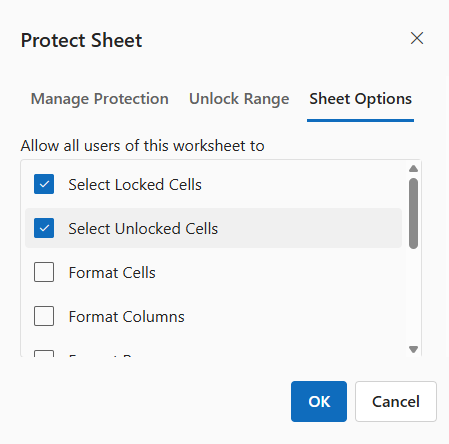 Protect Sheet
Manage Protection Unlock Range Sheet Options
Allow all users of this worksheet to
Select Locked Cells
Select Unlocked Cells
Format Cells
Format Columns
OK Cancel